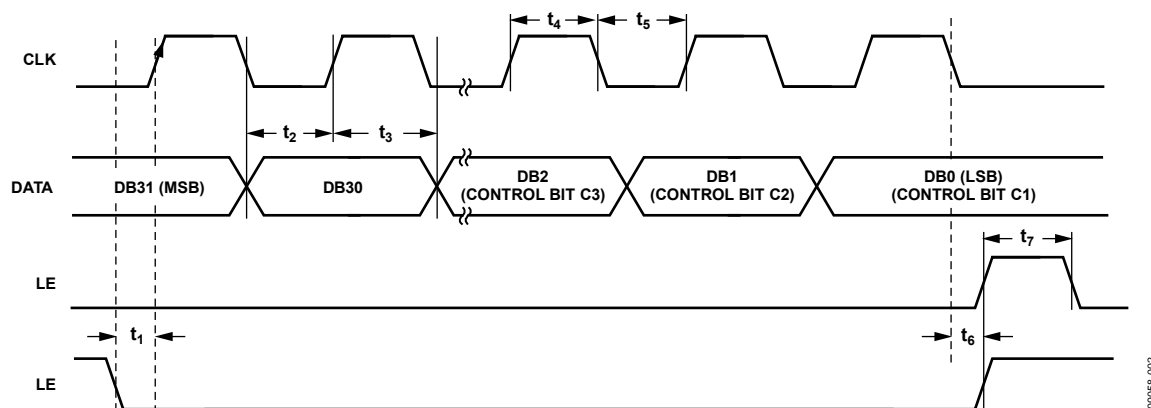 t4
t5
CLK
t2
t3
DATA
DB31 (MSB)
DB30
DB2
(CONTROL BIT C3)
DB1
(CONTROL BIT C2)
DB0 (LSB)
(CONTROL BIT C1)
t7
LE
t1
t6
LE